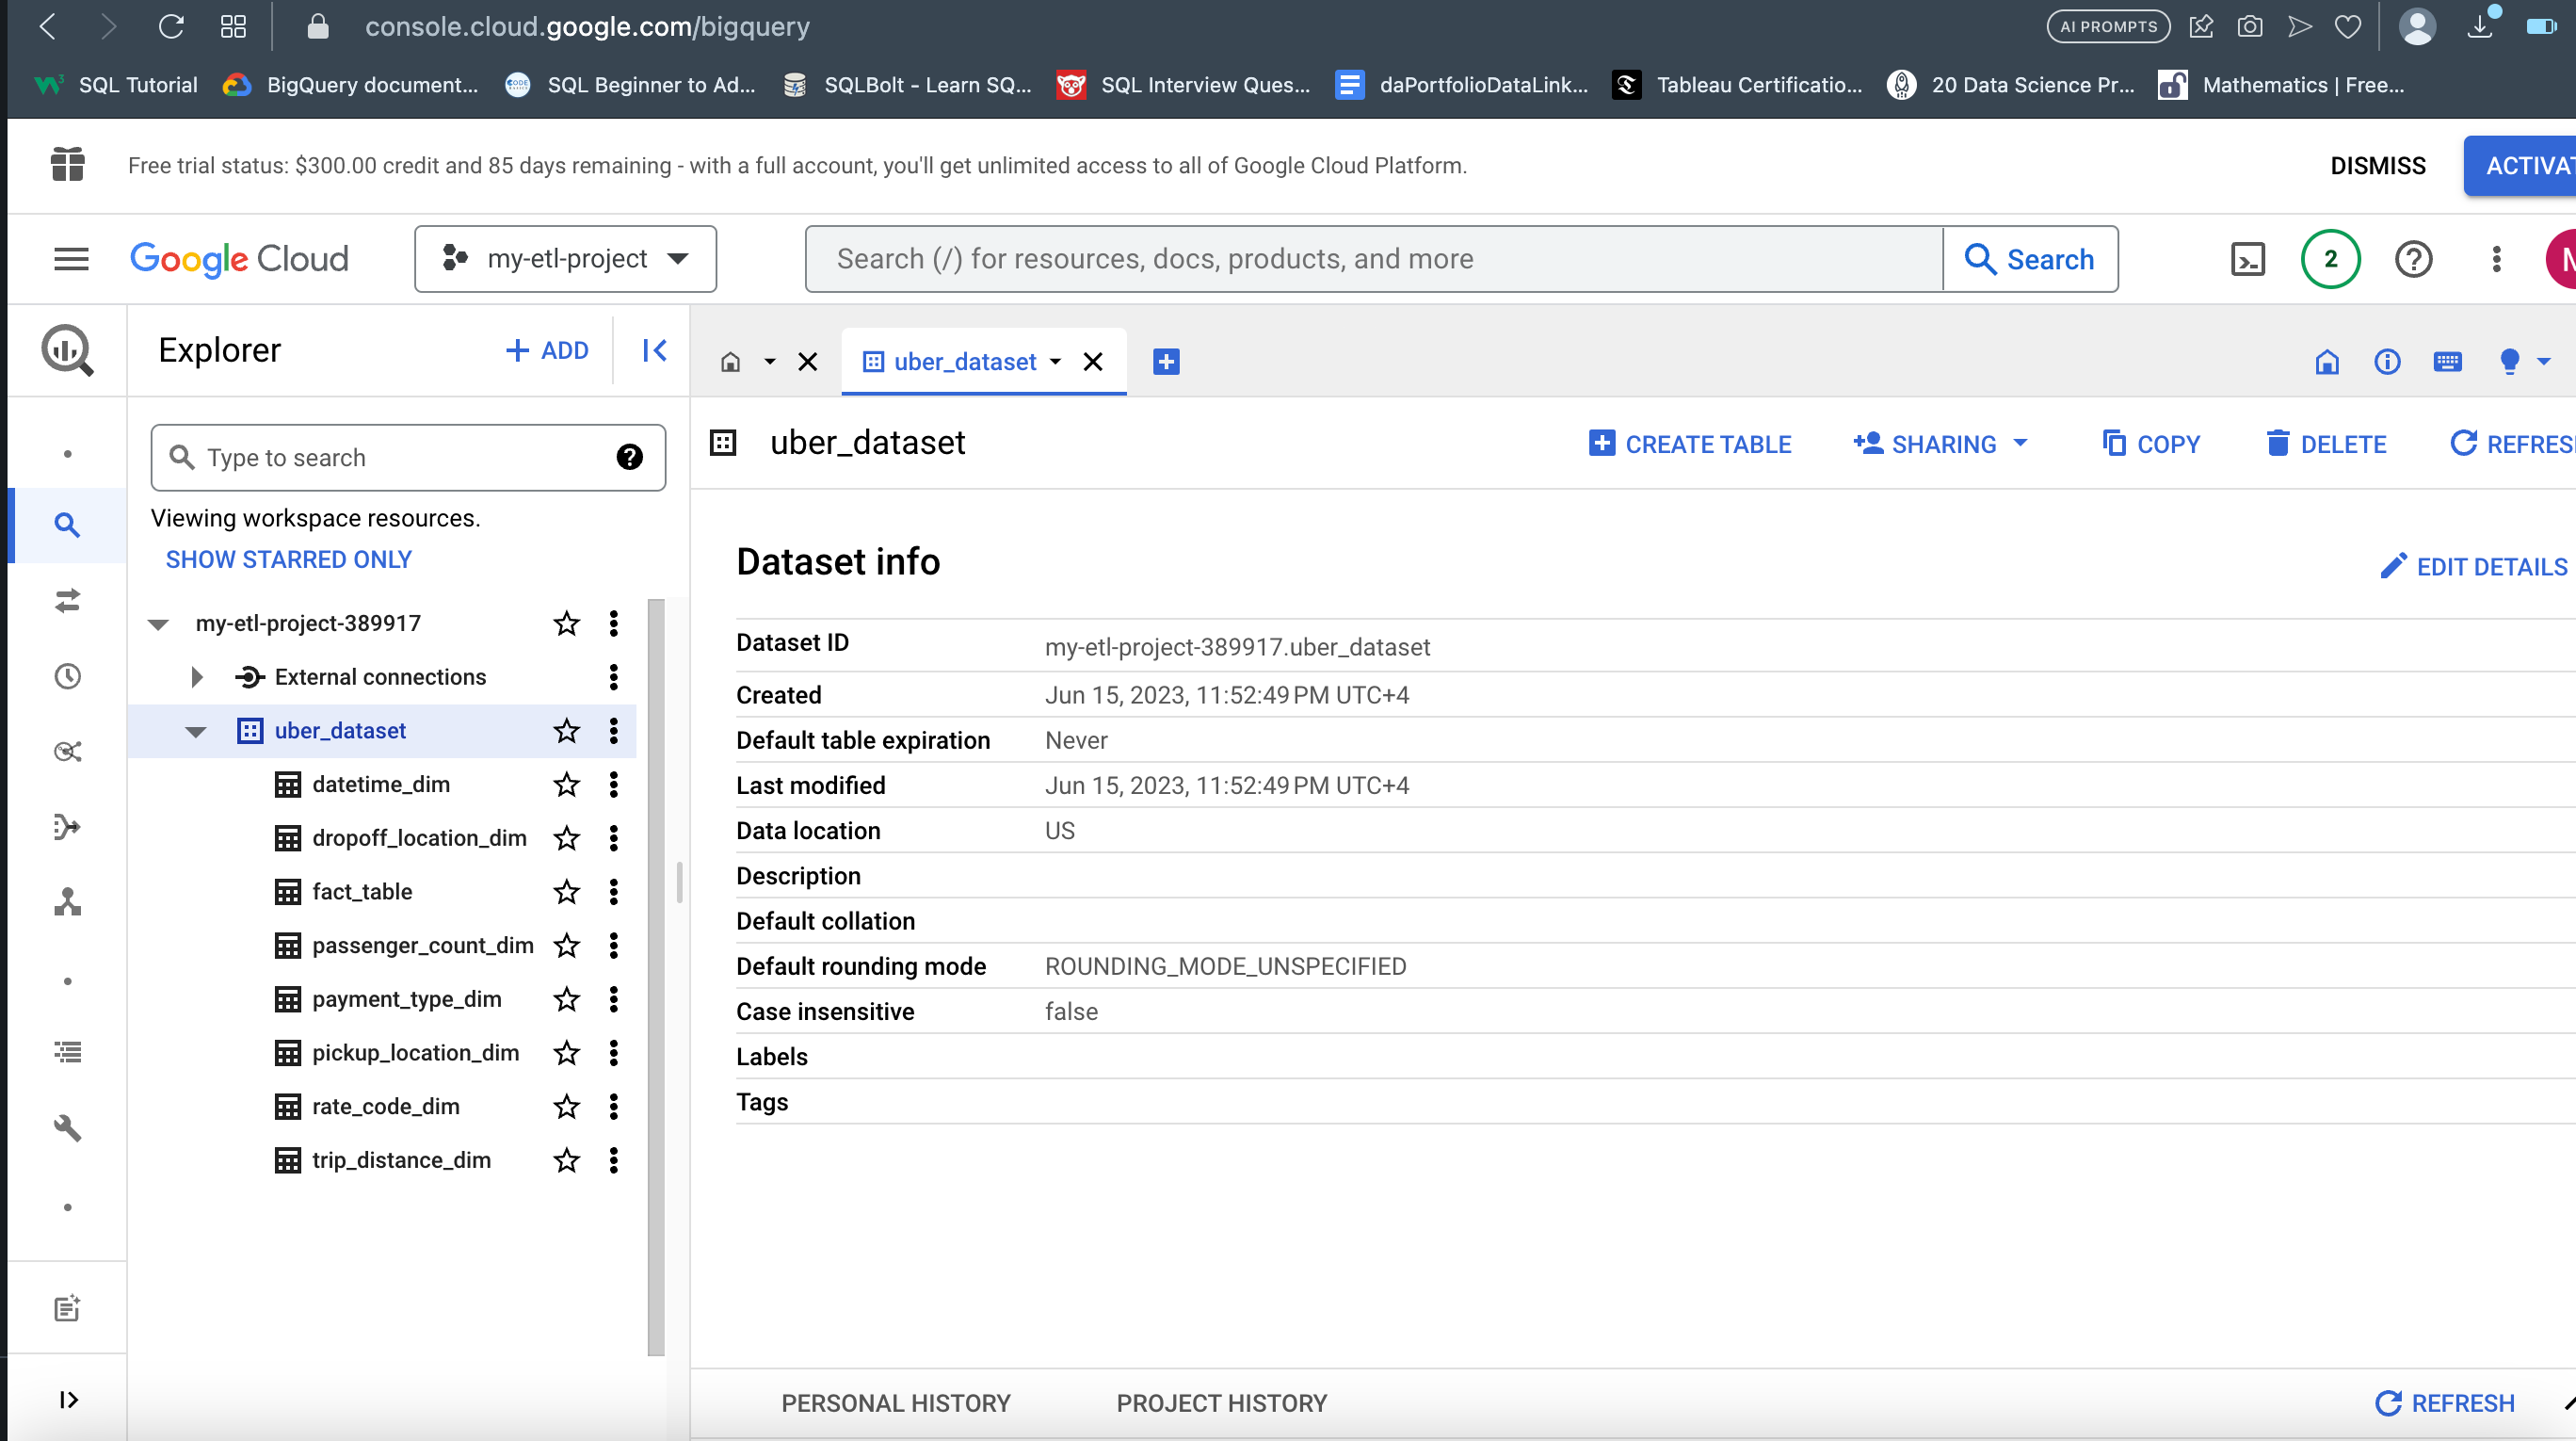 console.cloud.google.com/bigquery
AI PROMPTS
W3 SQL Tutorial
BigQuery document...
CODE
SQL Beginner to Ad...
SQLBolt - Learn SQ...
SQL Interview Ques...
daPortfolioDataLink...
Tableau Certificatio...
20 Data Science Pr...
Mathematics | Free...
Free trial status: $300.00 credit and 85 days remaining - with a full account, you'll get unlimited access to all of Google Cloud Platform.
DISMISS
ACTIVAT
Google Cloud
my-etl-project
Search (/) for resources, docs, products, and more
Search
2
M
Explorer
+ ADD
uber_dataset
Type to search
Viewing workspace resources.
SHOW STARRED ONLY
my-etl-project-389917
External connections
uber_dataset
datetime_dim
dropoff_location_dim
fact_table
passenger_count_dim
payment_type_dim
pickup_location_dim
rate_code_dim
trip_distance_dim
uber_dataset
CREATE TABLE
SHARING
COPY
DELETE
REFRES
Dataset info
EDIT DETAILS
Dataset ID my-etl-project-389917.uber_dataset
Created Jun 15, 2023, 11:52:49 PM UTC+4
Default table expiration Never
Last modified Jun 15, 2023, 11:52:49 PM UTC+4
Data location US
Description
Default collation
Default rounding mode ROUNDING_MODE_UNSPECIFIED
Case insensitive false
Labels
Tags
PERSONAL HISTORY
PROJECT HISTORY
REFRESH